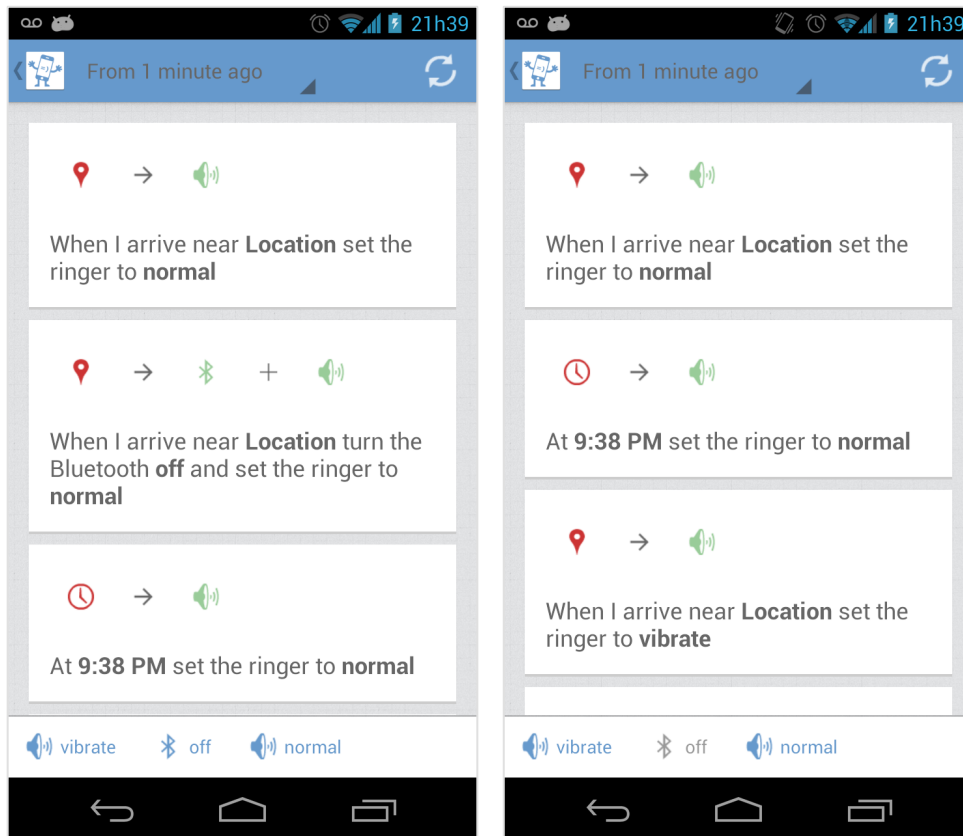 21h39
From 1 minute ago
When I arrive near Location set the
ringer to normal
When I arrive near Location turn the
Bluetooth off and set the ringer to
normal
At 9:38 PM set the ringer to normal
vibrate off normal
21h39
From 1 minute ago
When I arrive near Location set the
ringer to normal
At 9:38 PM set the ringer to normal
When I arrive near Location set the
ringer to vibrate
vibrate off normal